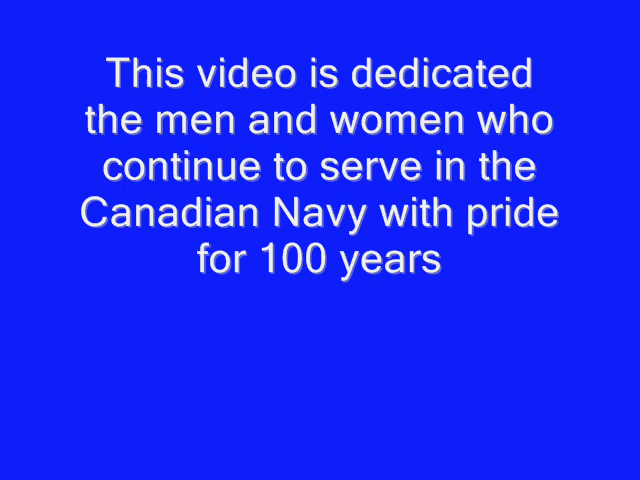 This video is dedicated
the men and women who
continue to serve in the
Canadian Navy with pride
for 100 years